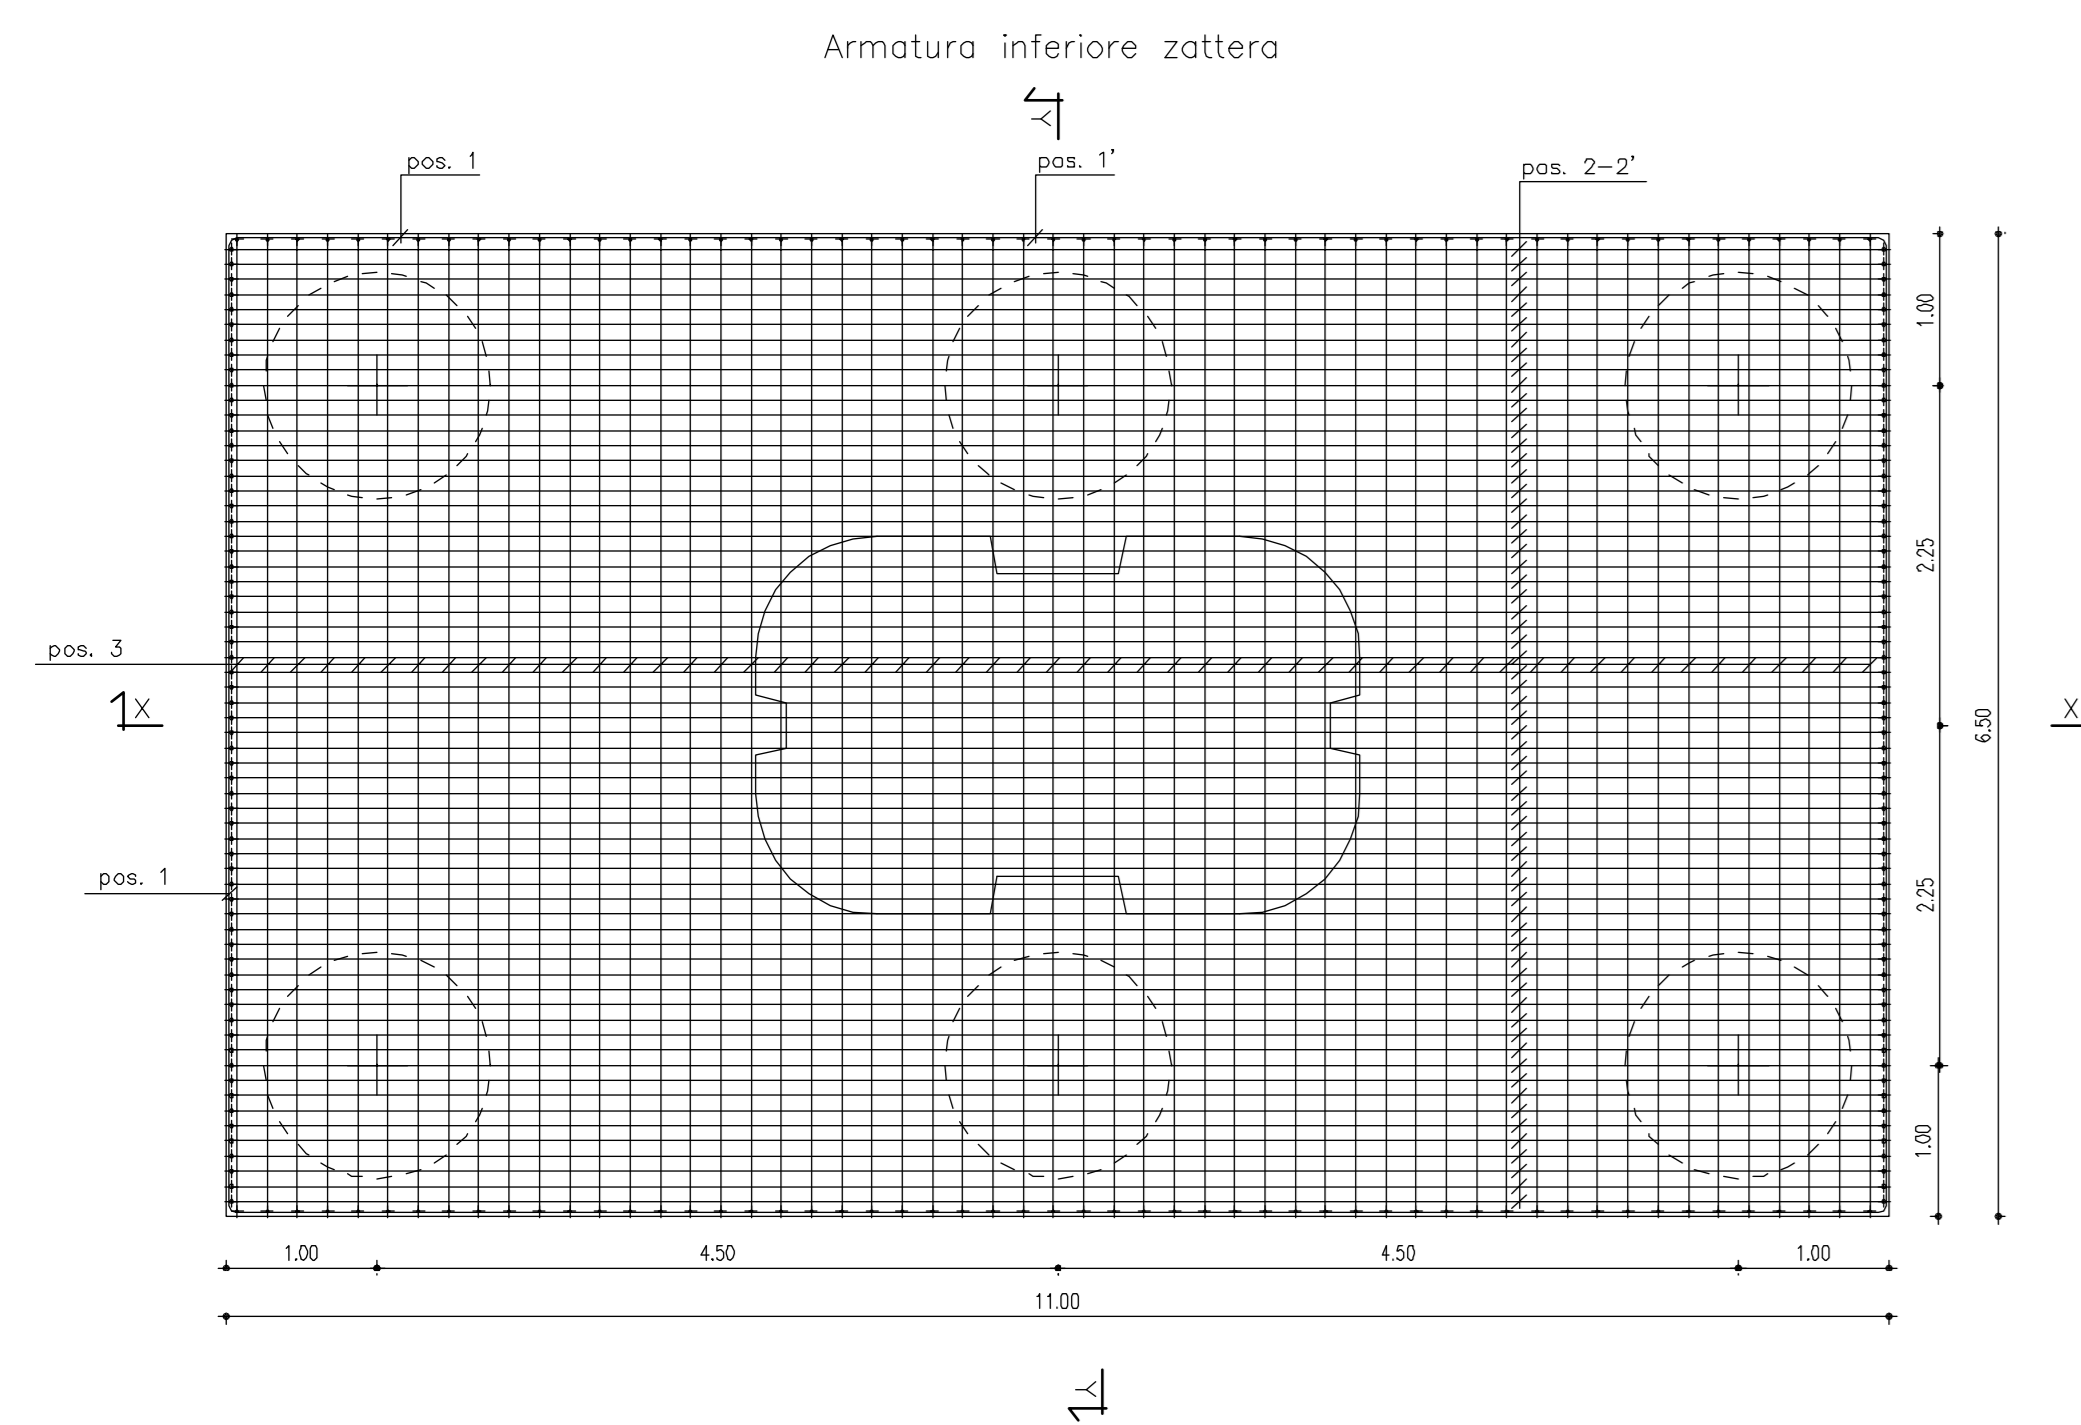 Armatura inferiore zattera
Y
pos. 1
pas. 1'
pas. 2-2'
1.00
2.25
pos. 3
X
6.50
X
pos. 1
2.25
1.00
1.00
4.50
4.50
1.00
11.00
Y